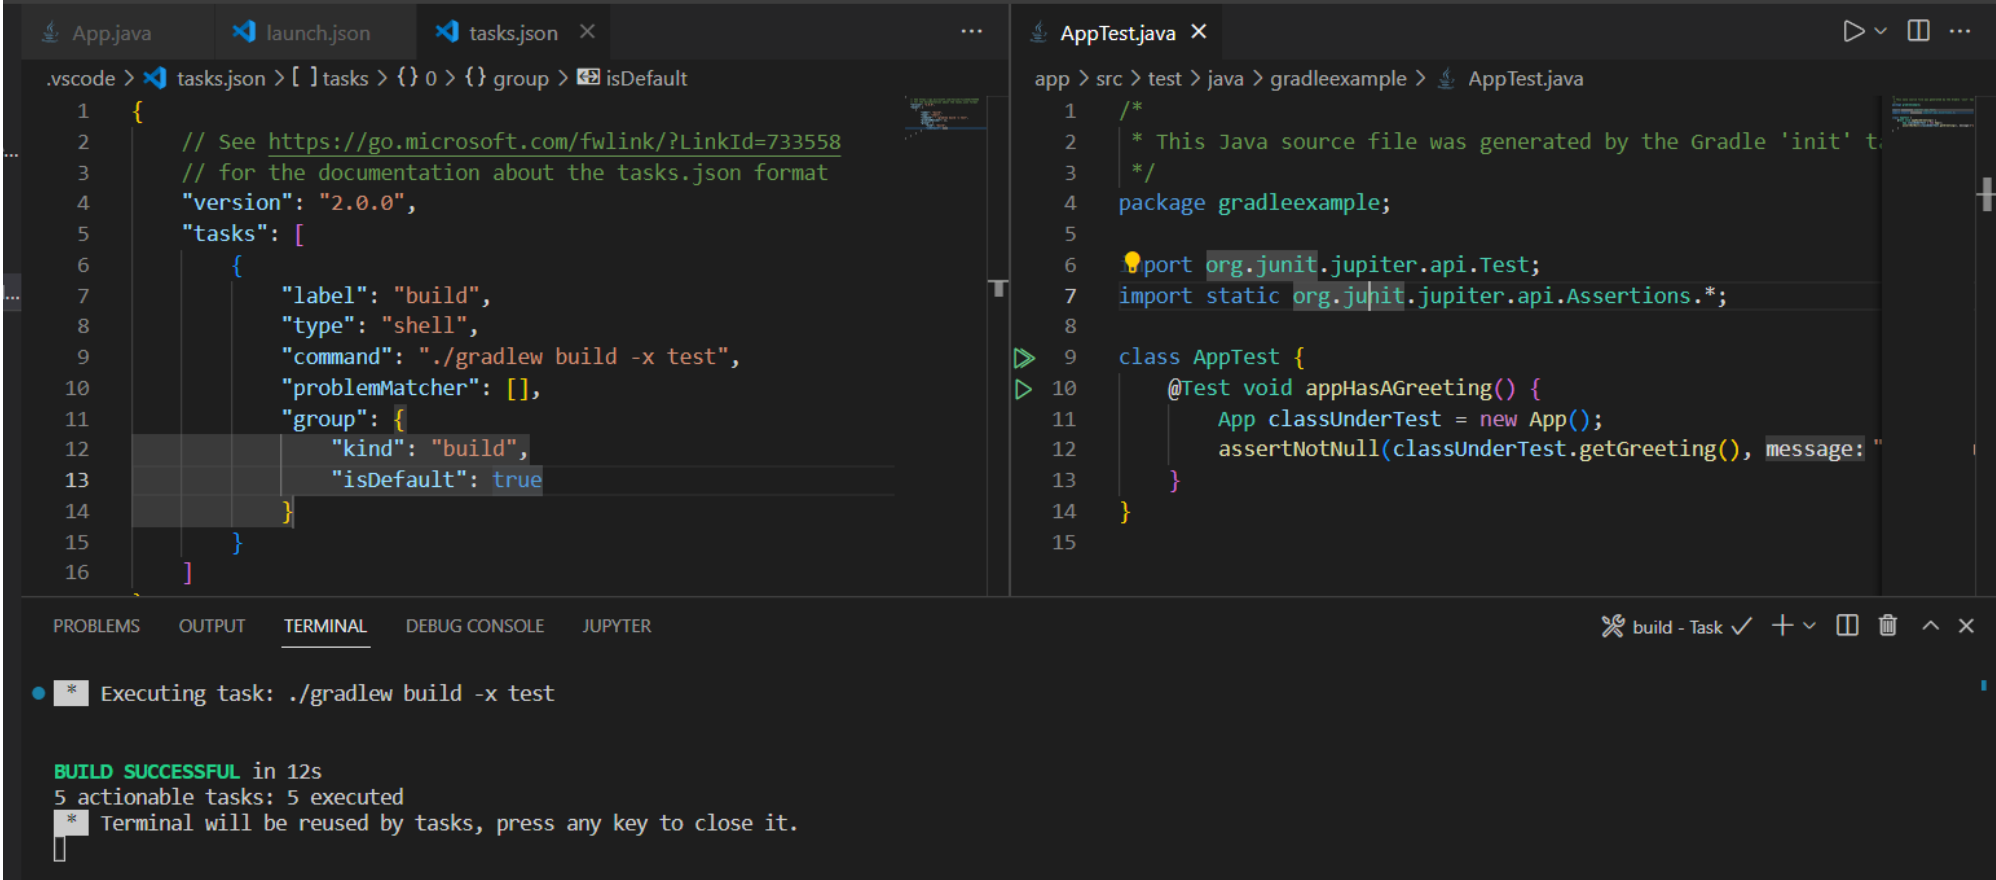 App.java launch.json tasks.json ...
.vscode > tasks.json > [ ] tasks > {} 0 > {} group > isDefault
1 {
2 // See https://go.microsoft.com/fwlink/?LinkId=733558
3 // for the documentation about the tasks.json format
4 "version": "2.0.0",
5 "tasks": [
6 {
7 "label": "build",
8 "type": "shell",
9 "command": "./gradlew build -x test",
10 "problemMatcher": [],
11 "group": {
12 "kind": "build",
13 "isDefault": true
14 }
15 }
16 ]
AppTest.java
app > src > test > java > gradleexample > AppTest.java
1 /*
2 * This Java source file was generated by the Gradle 'init'
3 */
4 package gradleexample;
5
6 port org.junit.jupiter.api.Test;
7 import static org.junit.jupiter.api.Assertions.*;
8
9 class AppTest {
10 @Test void appHasAGreeting() {
11 App classUnderTest = new App();
12 assertNotNull(classUnderTest.getGreeting(), message: "
13 }
14 }
15
PROBLEMS OUTPUT TERMINAL DEBUG CONSOLE JUPYTER build - Task
* Executing task: ./gradlew build -x test
BUILD SUCCESSFUL in 12s
5 actionable tasks: 5 executed
* Terminal will be reused by tasks, press any key to close it.